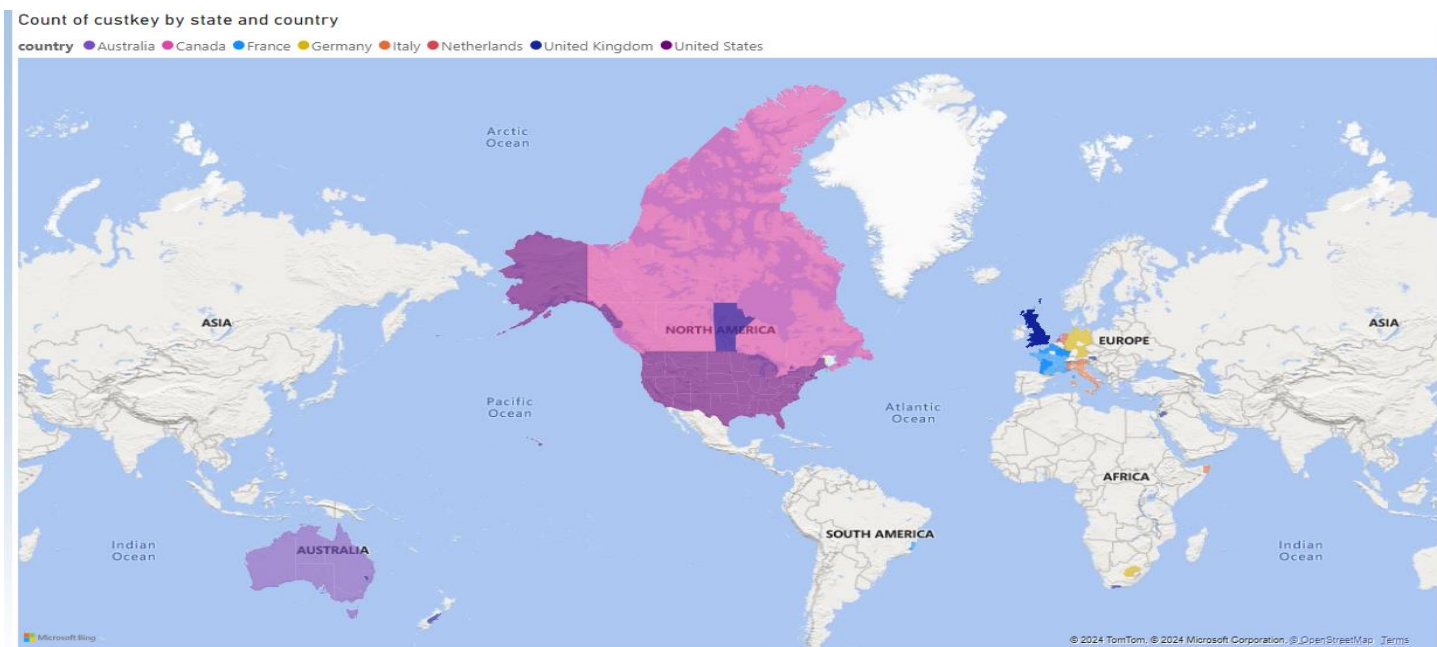 Count of custkey by state and country
country Australia Canada France Germany Italy Netherlands United Kingdom United States
Arctic
Ocean
ASIA
NORTH AMERICA
ASIA
EUROPE
Pacific
Ocean
Atlantic
Ocean
AFRICA
SOUTH AMERICA
Indian
Ocean
AUSTRALIA
Indian
Ocean
Microsoft Bing
© 2024 TomTom, © 2024 Microsoft Corporation, © OpenStreetMap Terms